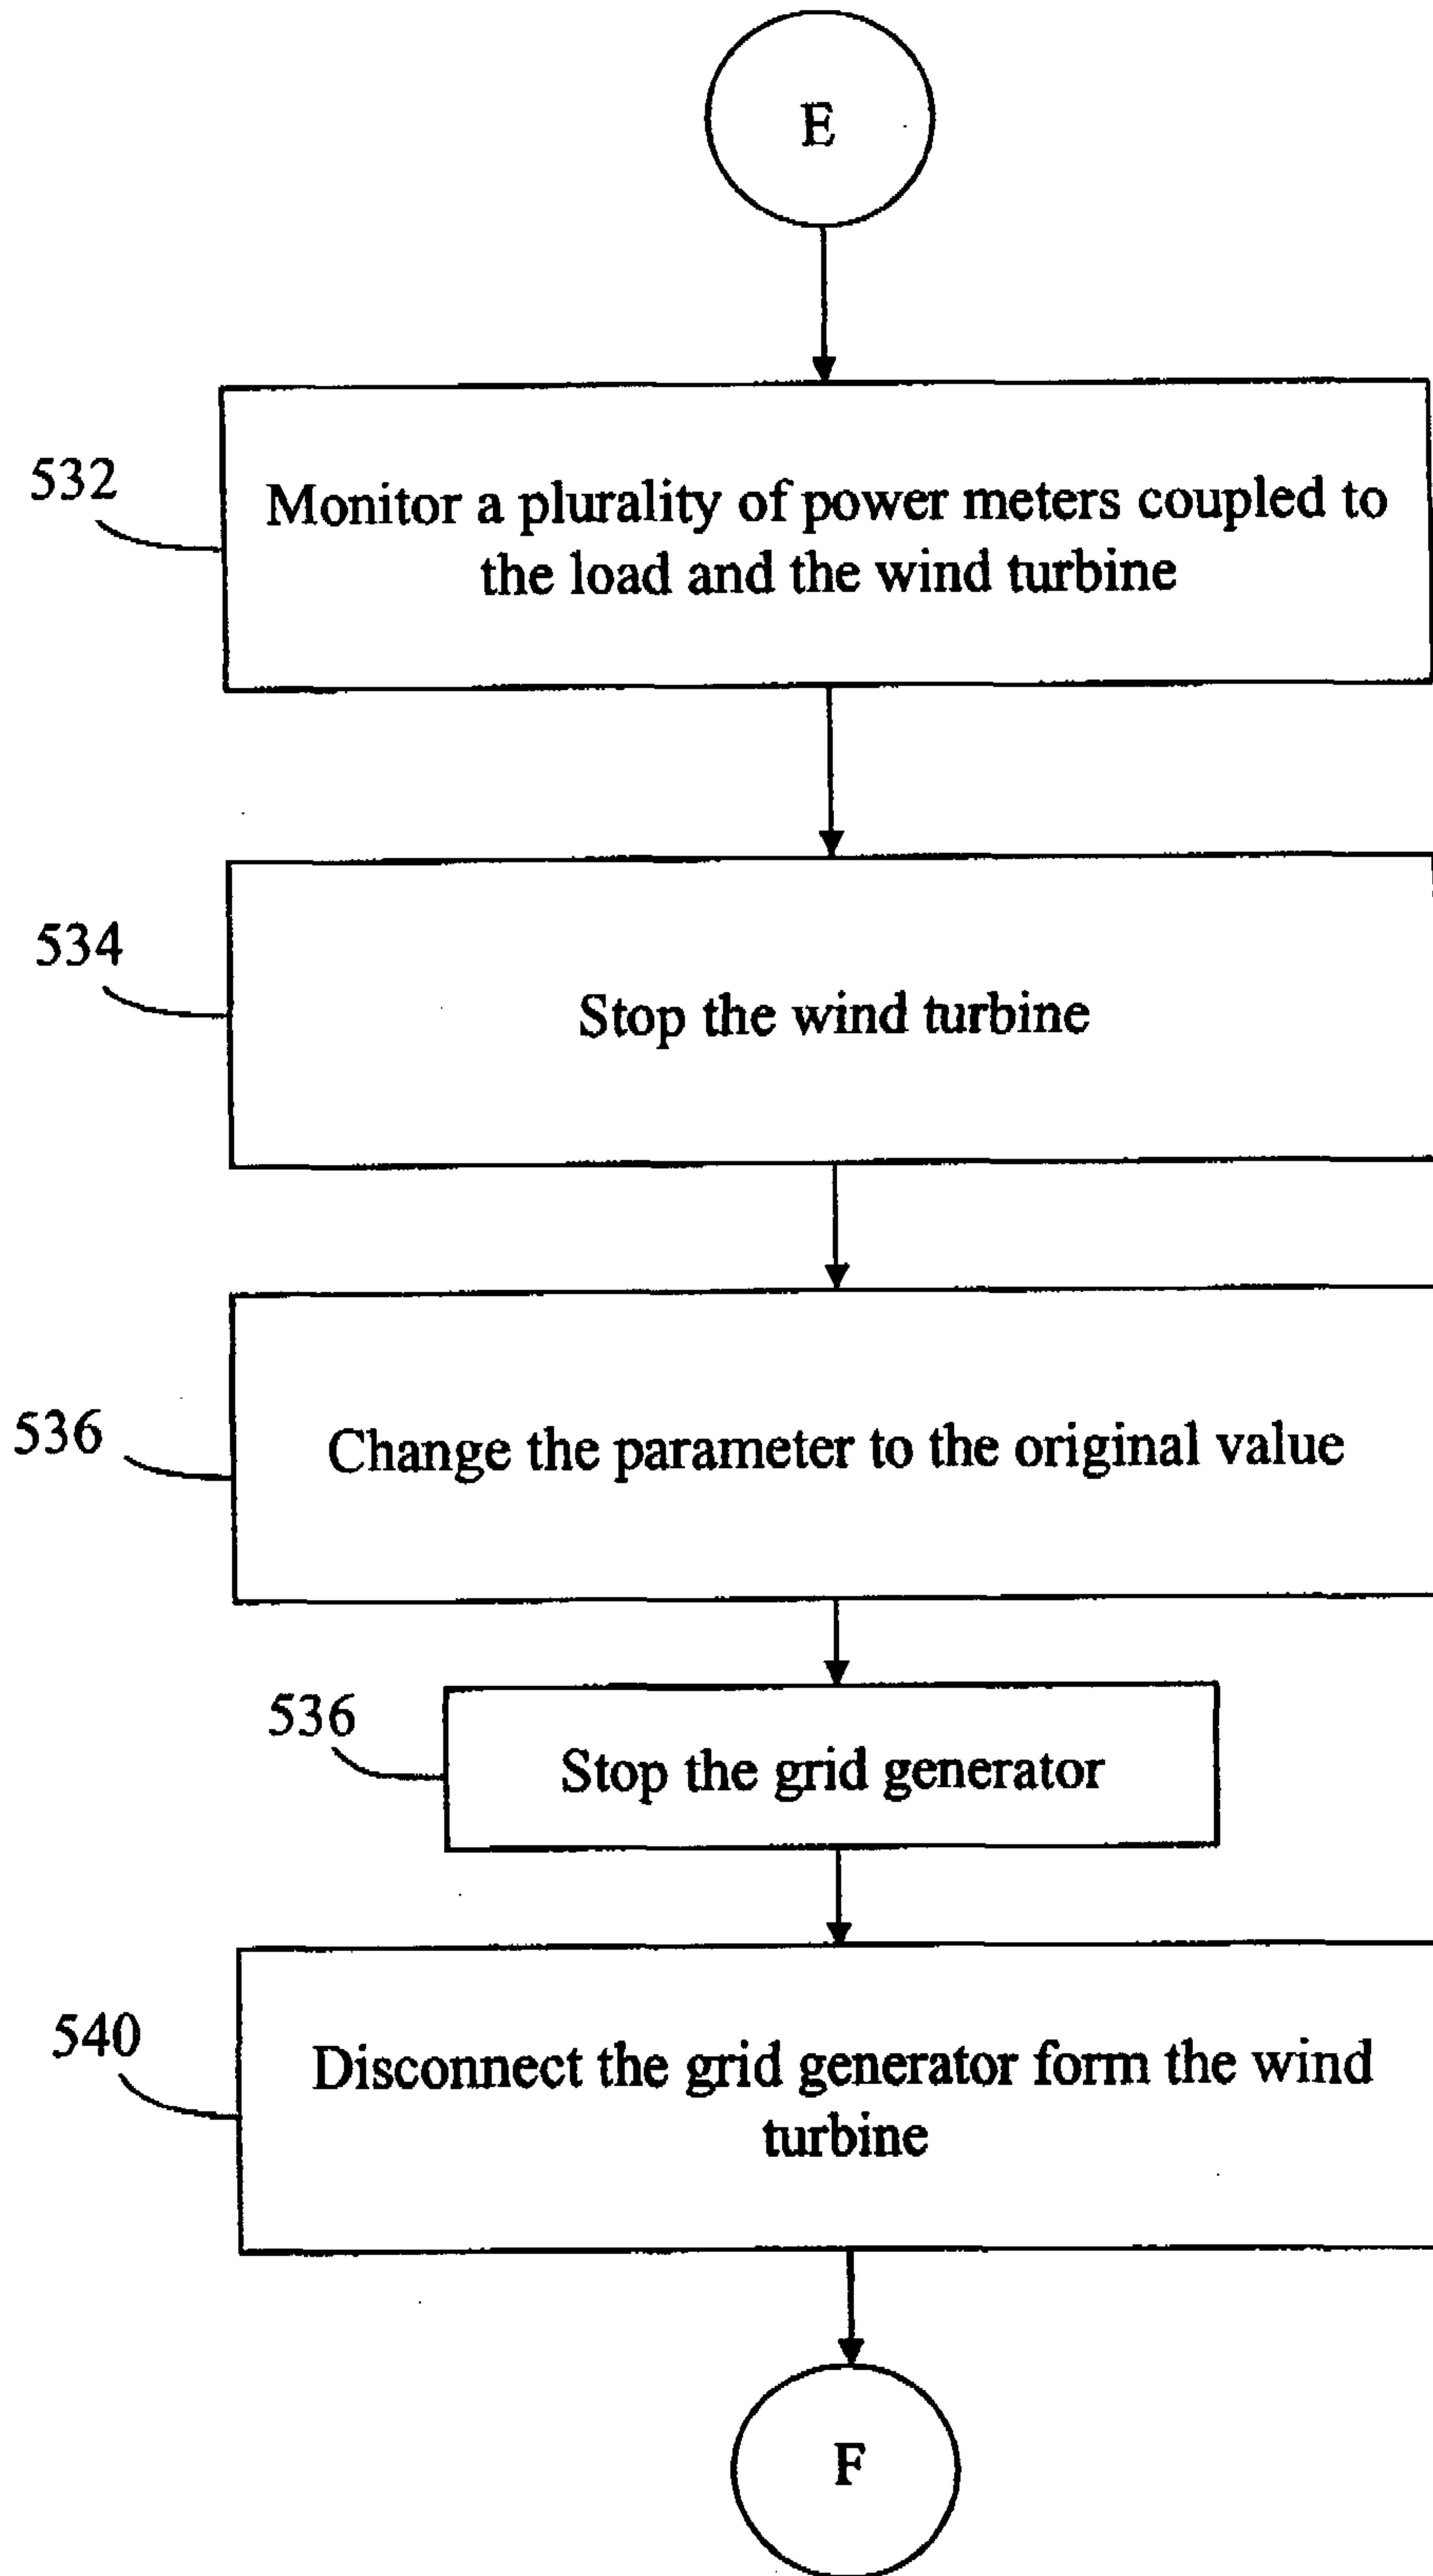 E
532
Monitor a plurality of power meters coupled to
the load and the wind turbine
534
Stop the wind turbine
536
Change the parameter to the original value
536
Stop the grid generator
540
Disconnect the grid generator form the wind
turbine
F